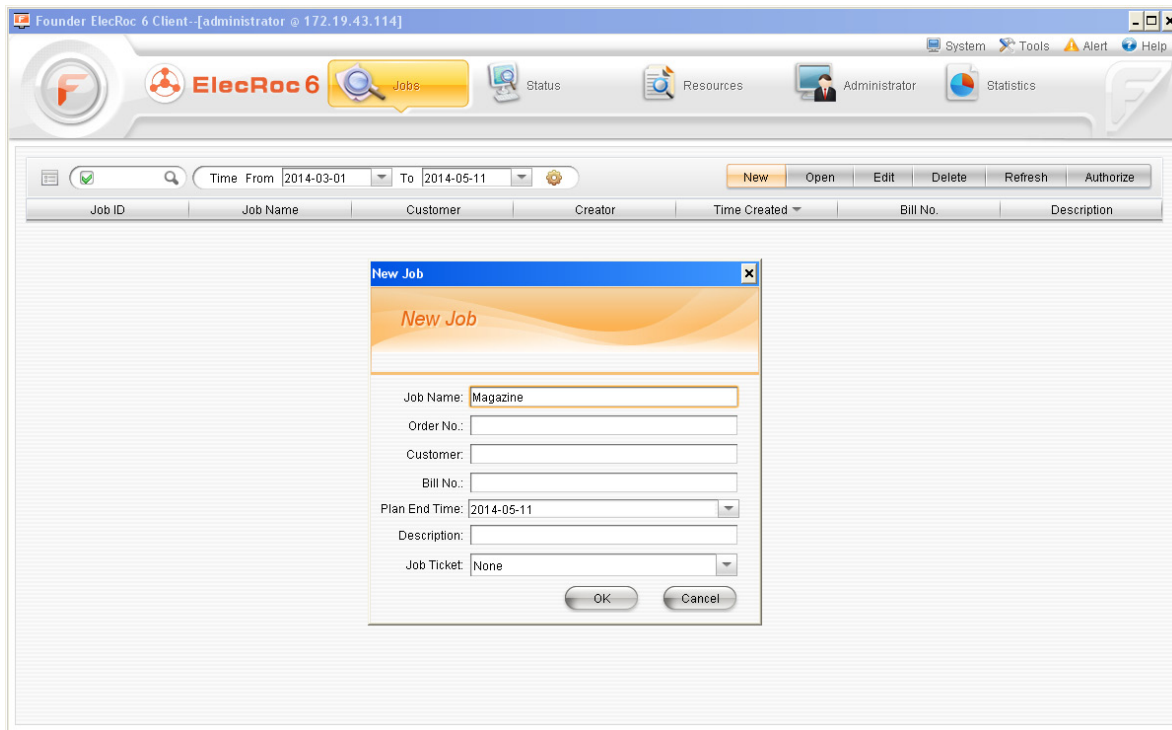 Founder ElecRoc 6 Client--[administrator @ 172.19.43.114]
System Tools Alert Help
ElecRoc 6 Jobs Status Resources Administrator Statistics
Time From 2014-03-01 To 2014-05-11 New Open Edit Delete Refresh Authorize
Job ID Job Name Customer Creator Time Created Bill No. Description
New Job
New Job
Job Name: Magazine
Order No.:
Customer:
Bill No.:
Plan End Time: 2014-05-11
Description:
Job Ticket: None
OK Cancel